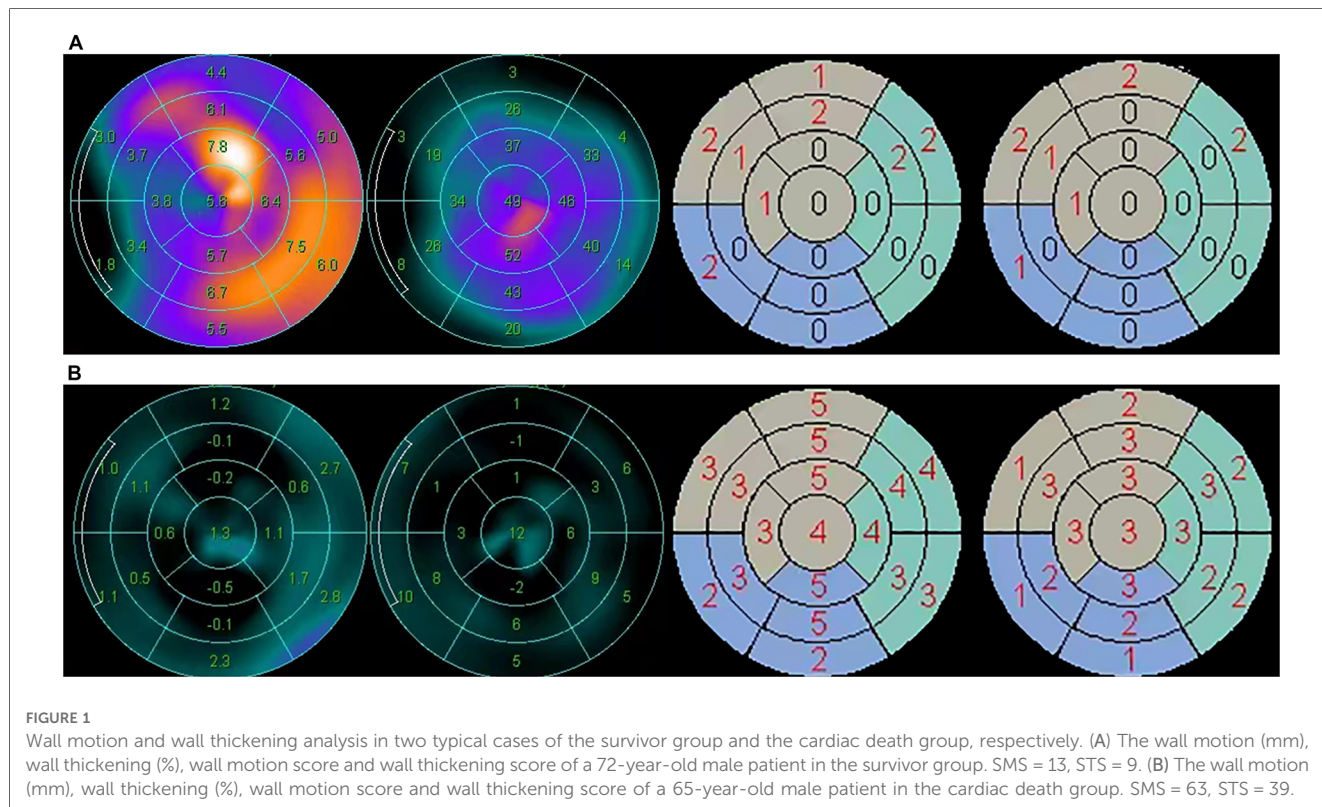 A
4.4
6.1
3.0 7.8 5.0
3.7 5.6
3.8 5.6 6.4
3.4 5.7 7.5
1.8 6.0
6.7
5.5
3
26
3 37 4
19 33
34 49 46
26 52 40
8 14
43
20
1
2
2 0 2
1 2
1 0 0
0 0 0
2 0
0
0
2
0
2 0 2
1 0
1 0 0
0 0 0
1 0
0
0
B
1.2
-0.1
1.0 -0.2 2.7
1.1 0.6
0.6 1.3 1.1
0.5 -0.5 1.7
1.1 2.8
-0.1
2.3
1
-1
7 1 6
1 3
3 12 6
8 -2 9
10 5
6
5
5
5
3 5 4
3 4
3 4 4
3 5 3
2 3
5
2
2
3
1 3 2
3 3
3 3 3
2 3 2
1 2
2
1
FIGURE 1
Wall motion and wall thickening analysis in two typical cases of the survivor group and the cardiac death group, respectively. (A) The wall motion (mm),
wall thickening (%), wall motion score and wall thickening score of a 72-year-old male patient in the survivor group. SMS = 13, STS = 9. (B) The wall motion
(mm), wall thickening (%), wall motion score and wall thickening score of a 65-year-old male patient in the cardiac death group. SMS = 63, STS = 39.